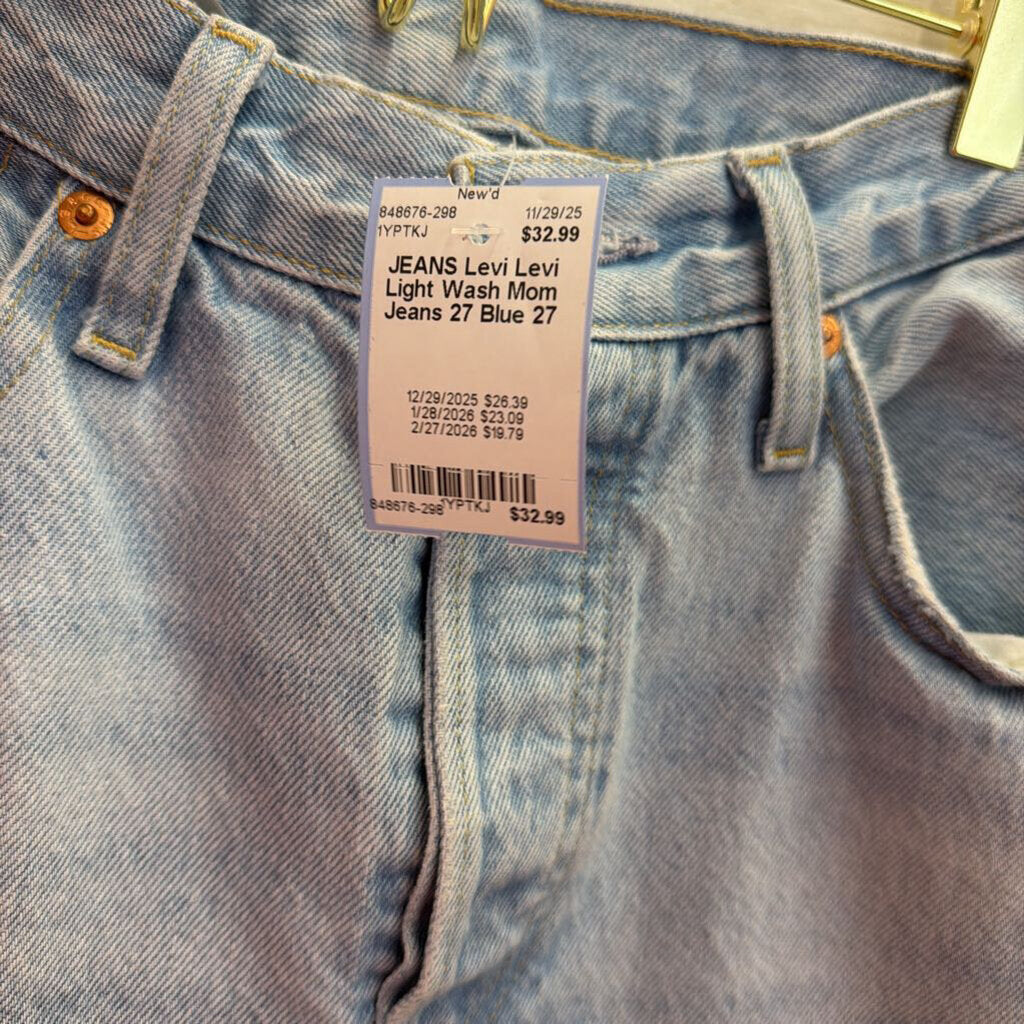 New'd
848676-298 11/29/25
1YPTKJ $32.99
JEANS Levi Levi
Light Wash Mom
Jeans 27 Blue 27
12/29/2025 $26.39
1/28/2026 $23.09
2/27/2026 $19.79
848676-298 1YPTKJ $32.99